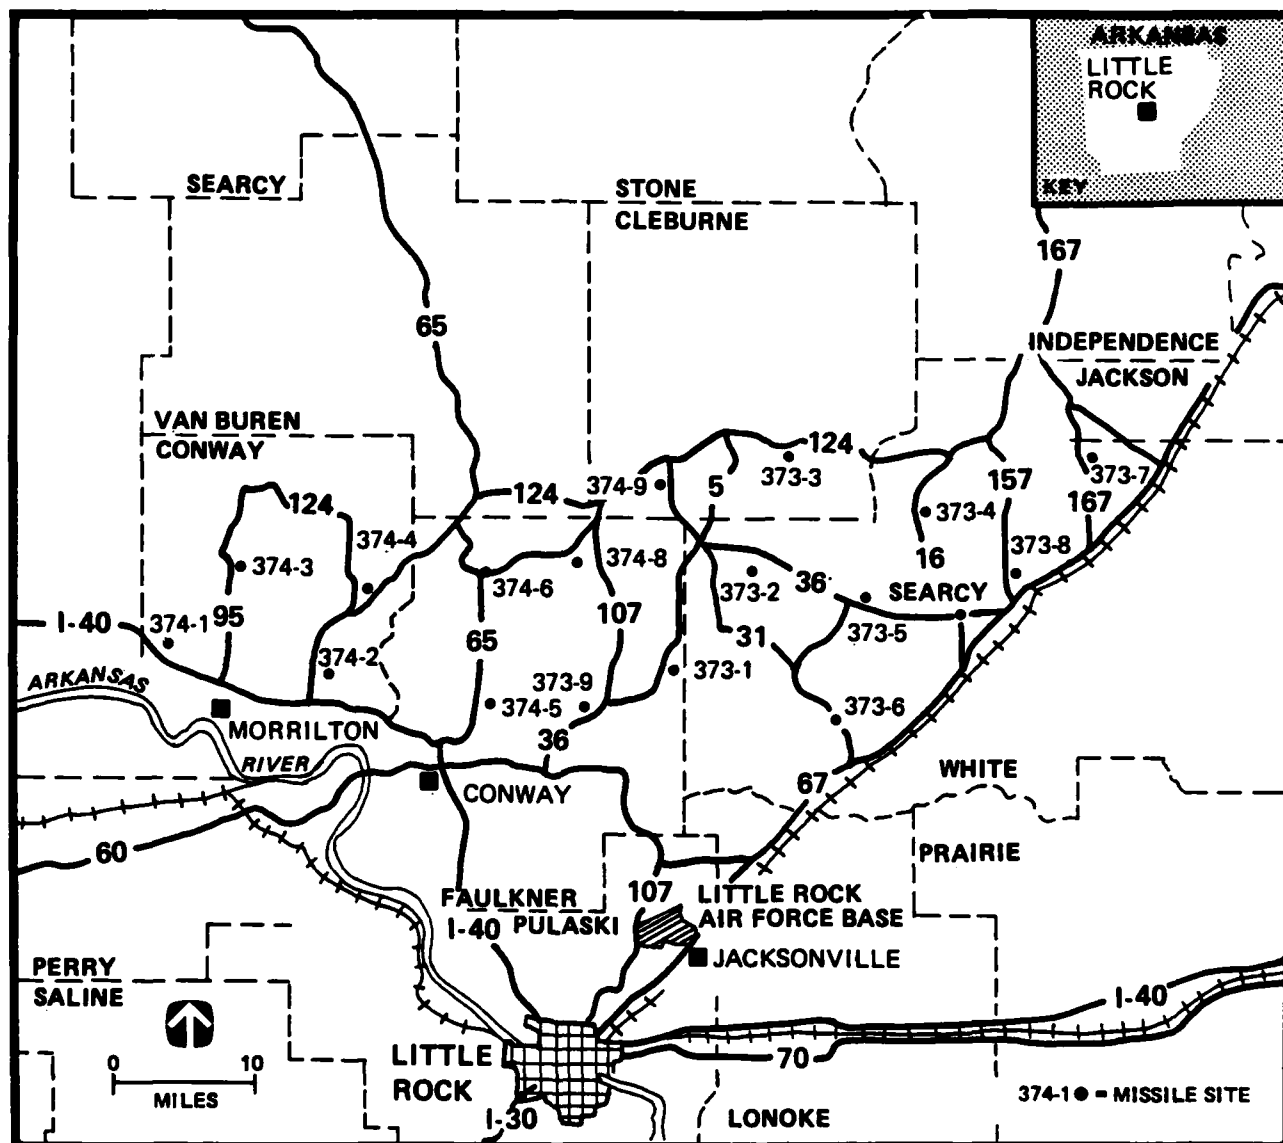 ARKANSAS
LITTLE
ROCK
KEY
SEARCY
STONE
CLEBURNE
167
65
INDEPENDENCE
JACKSON
VAN BUREN
CONWAY
124
374-9
5
373-3
124
157
373-7
167
124
374-4
373-4
374-3
374-6
374-8
373-2
36
16
373-8
SEARCY
I-40
374-1
95
65
107
31
373-5
ARKANSAS
374-2
373-9
374-5
373-1
373-6
MORRILTON
36
RIVER
CONWAY
67
WHITE
60
PRAIRIE
FAULKNER
PULASKI
I-40
107
LITTLE ROCK
AIR FORCE BASE
JACKSONVILLE
PERRY
SALINE
I-40
0 10
MILES
LITTLE
ROCK
70
I-30
LONOKE
374-1 = MISSILE SITE